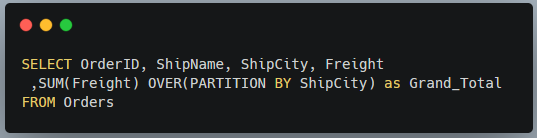 SELECT OrderID, ShipName, ShipCity, Freight
,SUM(Freight) OVER(PARTITION BY ShipCity) as Grand_Total
FROM Orders